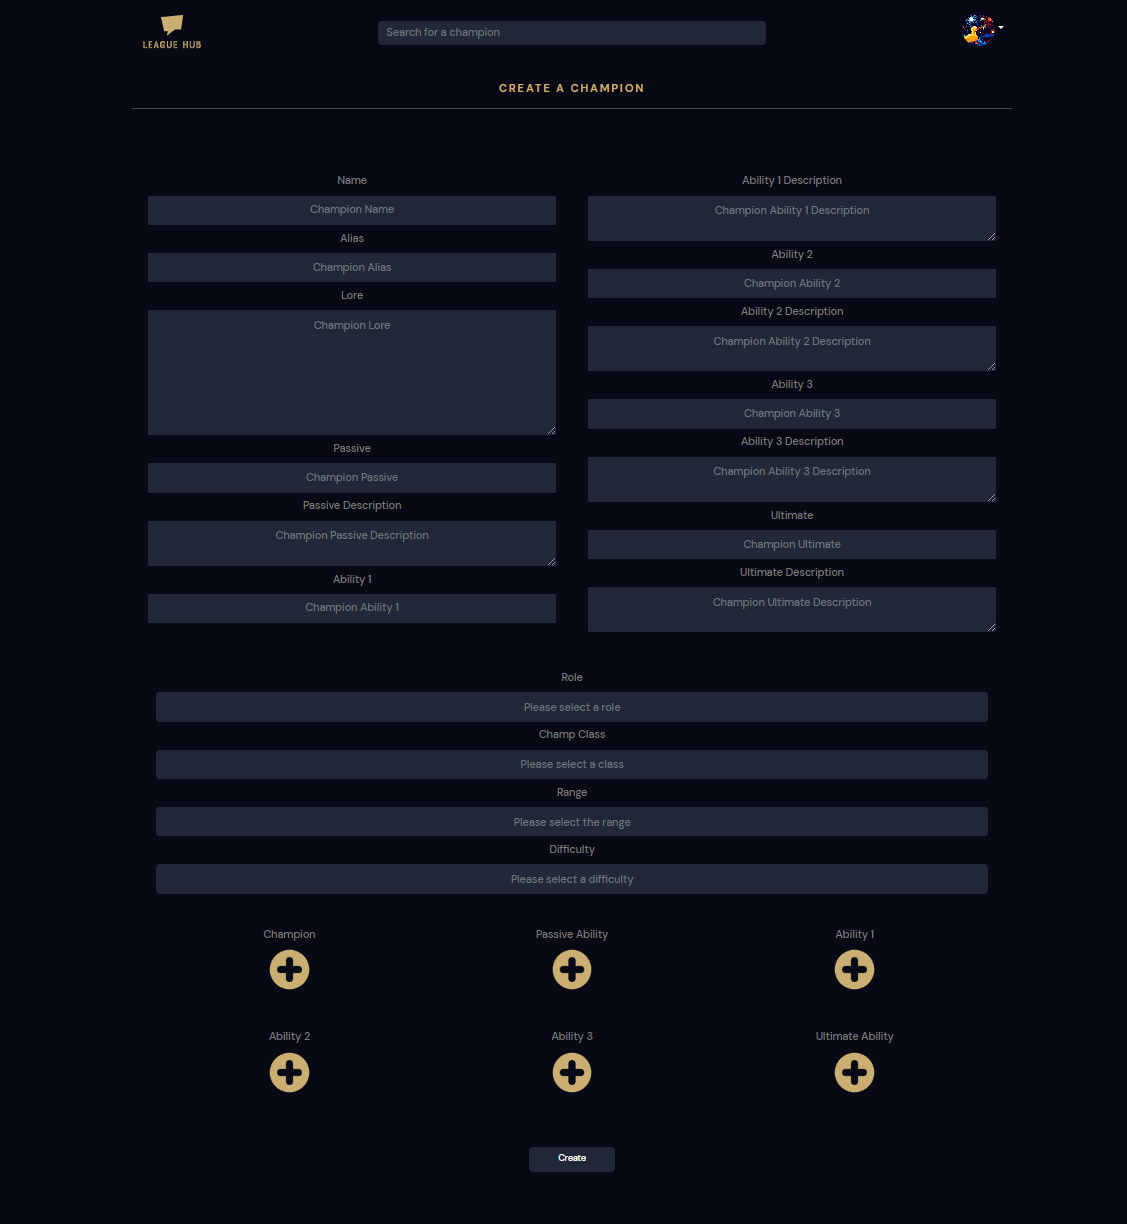 LEAGUE HUB
Search for a champion
CREATE A CHAMPION
Name
Champion Name
Alias
Champion Alias
Lore
Champion Lore
Passive
Champion Passive
Passive Description
Champion Passive Description
Ability 1
Champion Ability 1
Ability 1 Description
Champion Ability 1 Description
Ability 2
Champion Ability 2
Ability 2 Description
Champion Ability 2 Description
Ability 3
Champion Ability 3
Ability 3 Description
Champion Ability 3 Description
Ultimate
Champion Ultimate
Ultimate Description
Champion Ultimate Description
Role
Please select a role
Champ Class
Please select a class
Range
Please select the range
Difficulty
Please select a difficulty
Champion
Passive Ability
Ability 1
Ability 2
Ability 3
Ultimate Ability
Create